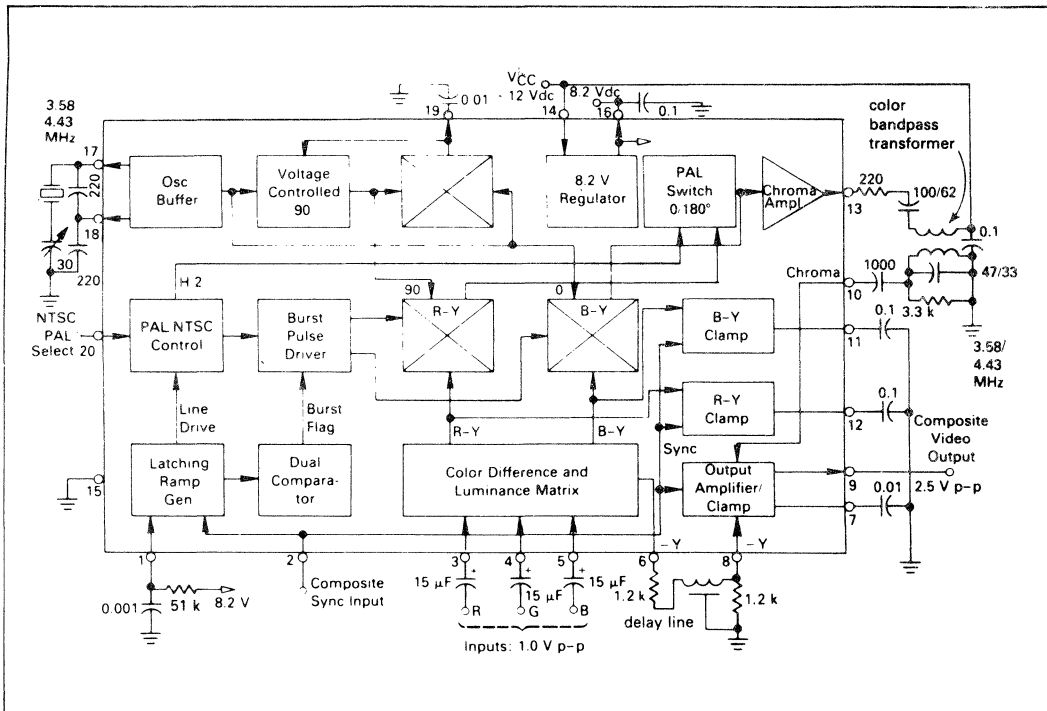 3.58
4.43
MHz
17
220
18
30
220
NTSC
PAL
Select
20
0.01
19
VCC
12 Vdc
14
8.2 Vdc
16
0.1
color
bandpass
transformer
Osc
Buffer
Voltage
Controlled
90
8.2 V
Regulator
PAL
Switch
0/180°
Chroma
Ampl
13
220
100/62
0.1
H 2
Chroma
10
1000
47/33
3.3 k
3.58/
4.43
MHz
PAL NTSC
Control
Burst
Pulse
Driver
90
R-Y
0
B-Y
B-Y
Clamp
11
0.1
R-Y
Clamp
12
0.1
Line
Drive
Burst
Flag
R-Y
B-Y
Sync
Composite
Video
Output
15
Latching
Ramp
Gen
Dual
Compara-
tor
Color Difference and
Luminance Matrix
Output
Amplifier/
Clamp
9
2.5 V p-p
7
0.01
1
2
3
4
5
6
-Y
8
-Y
0.001
51 k
8.2 V
Composite
Sync Input
15 µF
15 µF
15 µF
R
G
B
Inputs: 1.0 V p-p
1.2 k
delay line
1.2 k